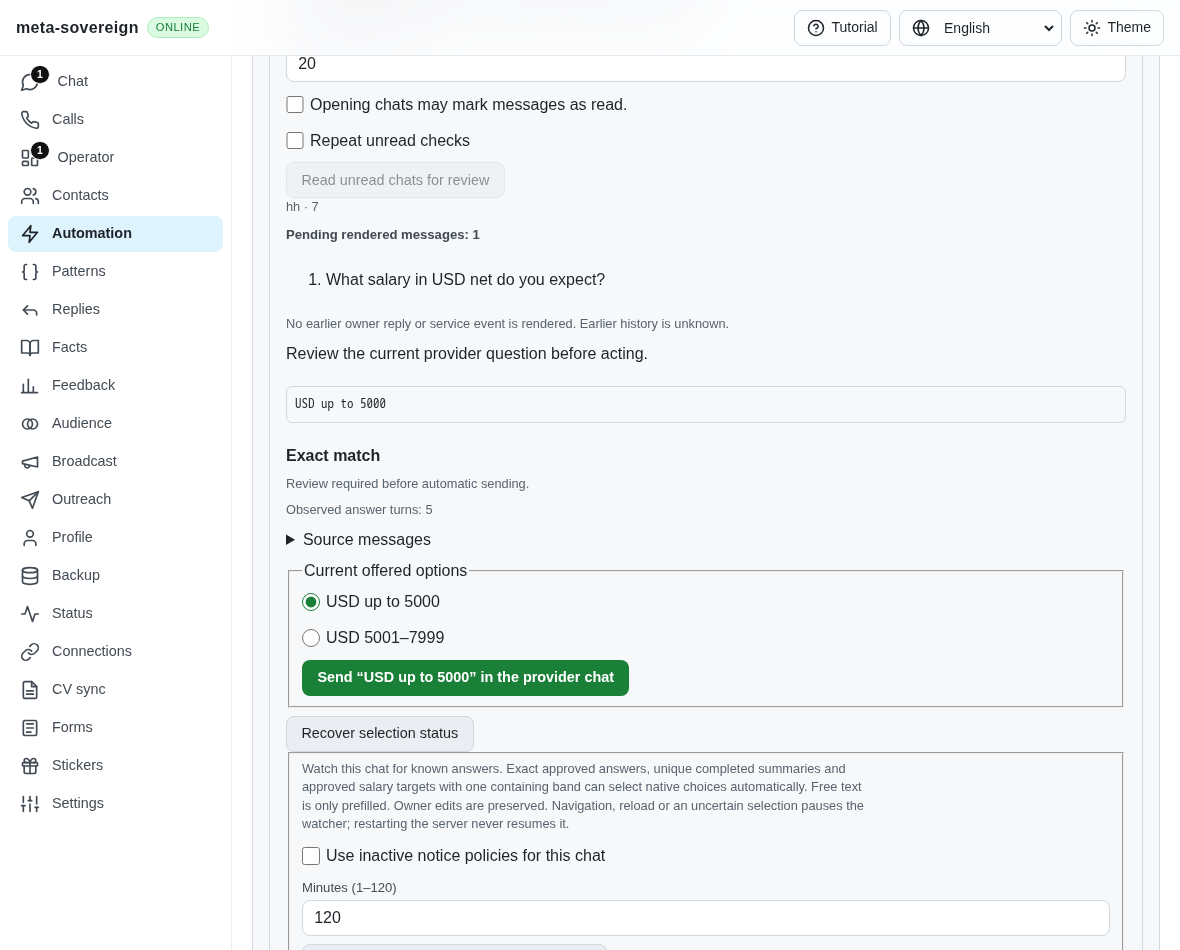 meta-sovereign ONLINE Tutorial English Theme
1 Chat
Calls
1 Operator
Contacts
Automation
Patterns
Replies
Facts
Feedback
Audience
Broadcast
Outreach
Profile
Backup
Status
Connections
CV sync
Forms
Stickers
Settings
20
Opening chats may mark messages as read.
Repeat unread checks
Read unread chats for review
hh · 7
Pending rendered messages: 1
1. What salary in USD net do you expect?
No earlier owner reply or service event is rendered. Earlier history is unknown.
Review the current provider question before acting.
USD up to 5000
Exact match
Review required before automatic sending.
Observed answer turns: 5
Source messages
Current offered options
USD up to 5000
USD 5001–7999
Send “USD up to 5000” in the provider chat
Recover selection status
Watch this chat for known answers. Exact approved answers, unique completed summaries and
approved salary targets with one containing band can select native choices automatically. Free text
is only prefilled. Owner edits are preserved. Navigation, reload or an uncertain selection pauses the
watcher; restarting the server never resumes it.
Use inactive notice policies for this chat
Minutes (1–120)
120